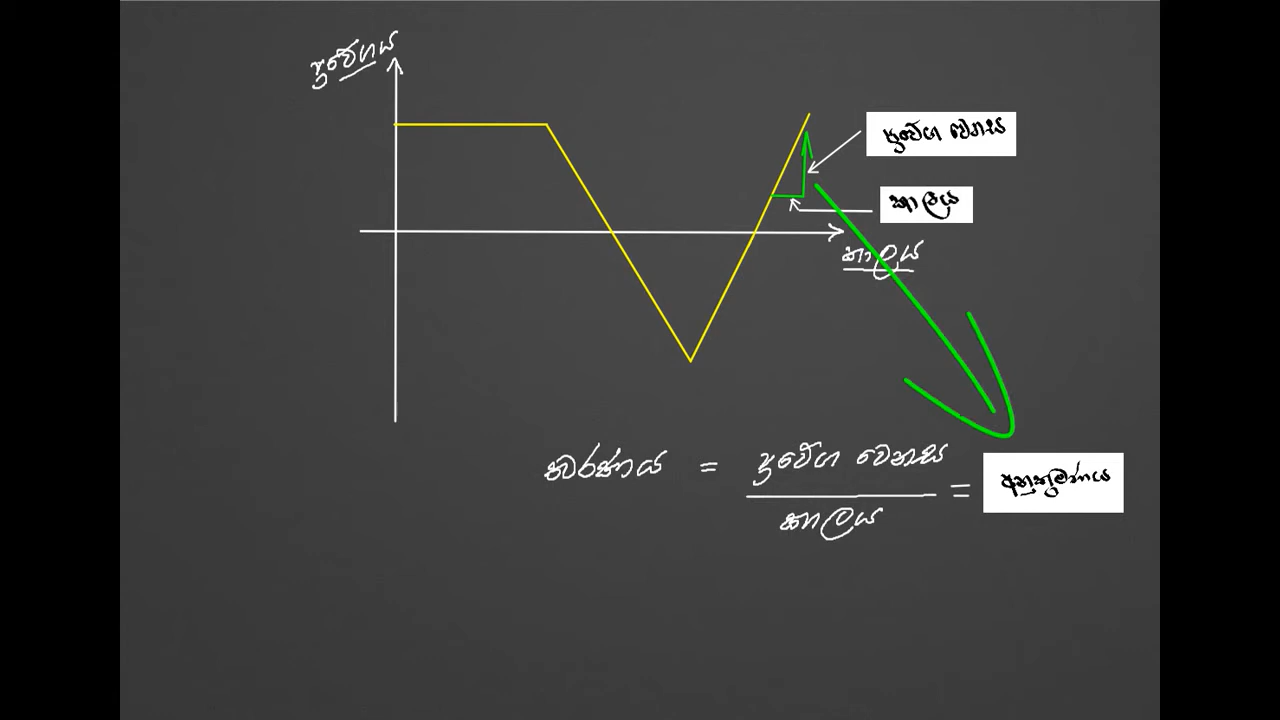 ප්‍රවේගය
ප්‍රවේග වෙනස
කාලය
කාලය
ත්වරණය = ප්‍රවේග වෙනස / කාලය = අනුක්‍රමණය